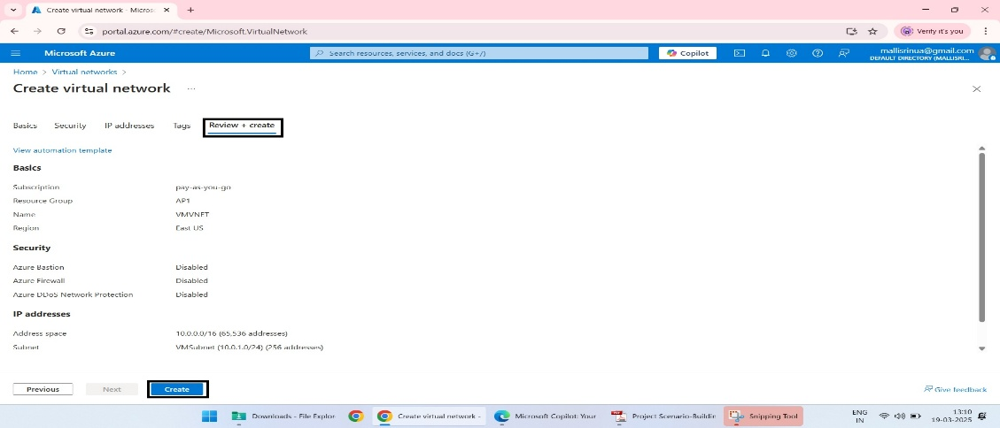 Create virtual network - Micros
portal.azure.com/#create/Microsoft.VirtualNetwork
Verify it's you
Microsoft Azure
Search resources, services, and docs (G+/)
Copilot
mallisrinua@gmail.com
DEFAULT DIRECTORY (MALLISRI...
Home > Virtual networks >
Create virtual network ...
Basics Security IP addresses Tags Review + create
View automation template
Basics
Subscription pay-as-you-go
Resource Group AP1
Name VMVNET
Region East US
Security
Azure Bastion Disabled
Azure Firewall Disabled
Azure DDoS Network Protection Disabled
IP addresses
Address space 10.0.0.0/16 (65,536 addresses)
Subnet VMSubnet (10.0.1.0/24) (256 addresses)
Previous Next Create
Give feedback
Downloads - File Explor
Create virtual network -
Microsoft Copilot: Your
Project Scenario-Buildin
Snipping Tool
ENG
IN
13:10
19-03-2025